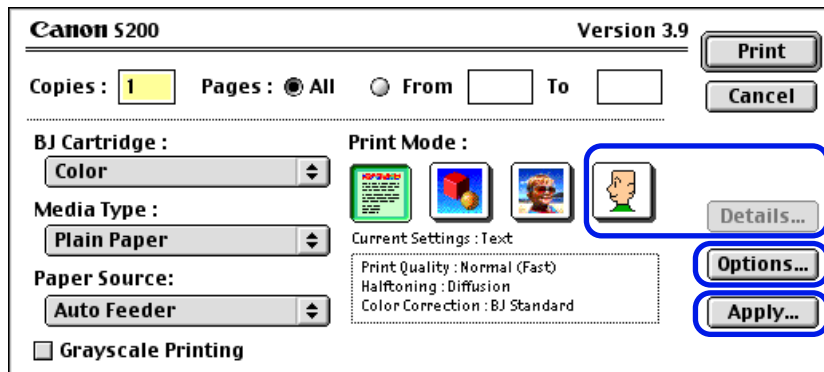 Canon S200 Version 3.9
Print
Copies : 1 Pages : All From To
Cancel
BJ Cartridge : Print Mode :
Color
Media Type :
Details...
Plain Paper
Current Settings : Text
Paper Source:
Print Quality : Normal (Fast)
Options...
Halftoning : Diffusion
Auto Feeder
Color Correction : BJ Standard
Apply...
Grayscale Printing